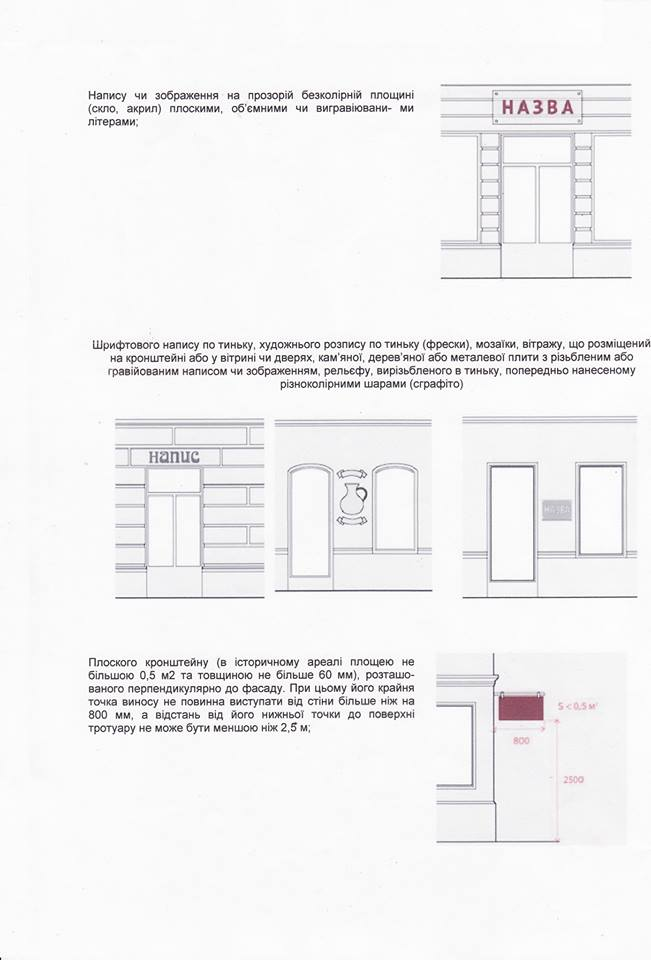 Напису чи зображення на прозорій безколірній площині
(скло, акрил) плоскими, об'ємними чи вигравіювани- ми
літерами;
НАЗВА
Шрифтового напису по тиньку, художнього розпису по тиньку (фрески), мозаїки, вітражу, що розміщений
на кронштейні або у вітрині чи дверях, кам'яної, дерев'яної або металевої плити з різьбленим або
гравійованим написом чи зображенням, рельєфу, вирізьбленого в тиньку, попередньо нанесеному
різноколірними шарами (сграфіто)
напис
НАЗВА
Плоского кронштейну (в історичному ареалі площею не
більшою 0,5 м2 та товщиною не більше 60 мм), розташо-
ваного перпендикулярно до фасаду. При цьому його крайня
точка виносу не повинна виступати від стіни більше ніж на
800 мм, а відстань від його нижньої точки до поверхні
тротуару не може бути меншою ніж 2,5 м;
S < 0,5 м²
800
2500